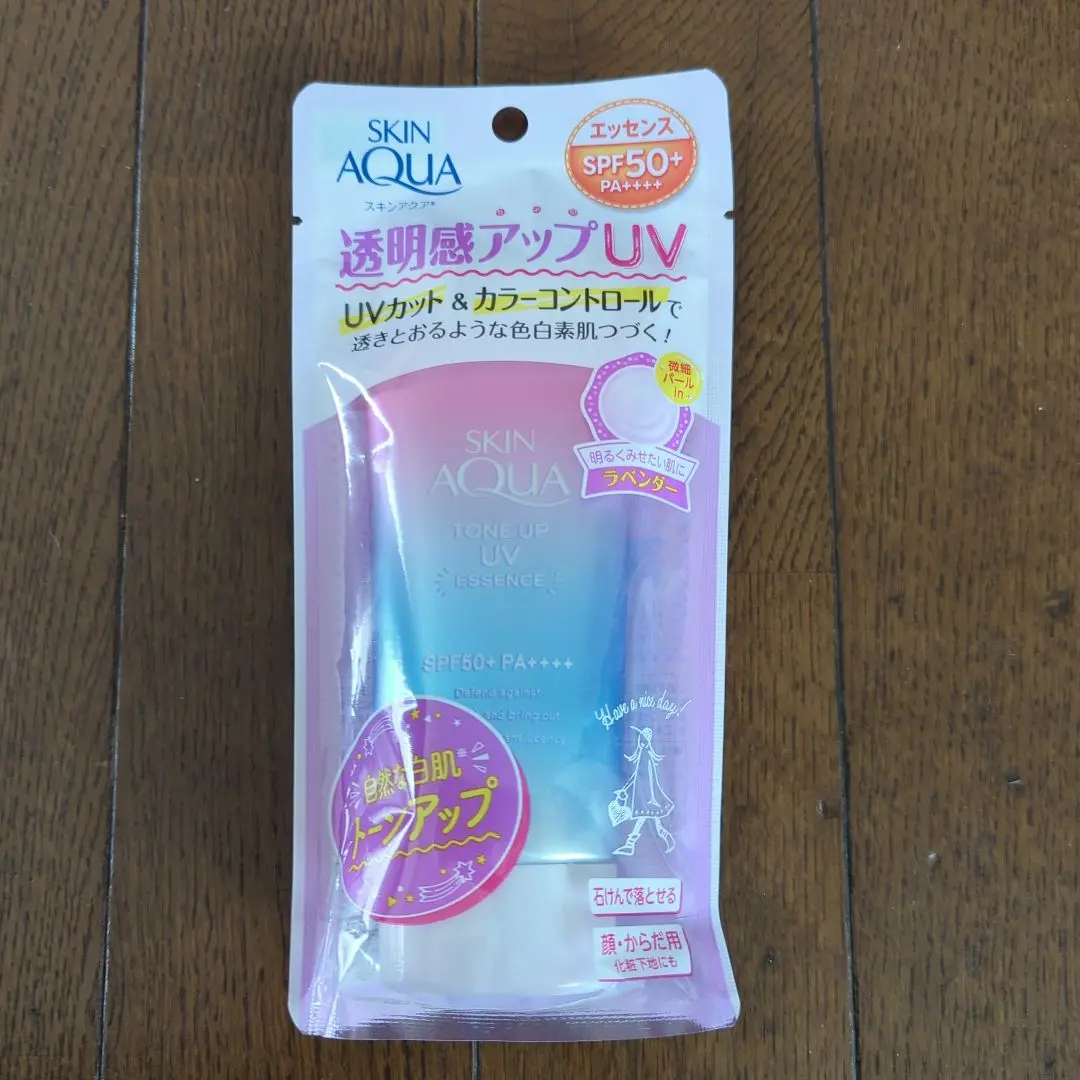 SKIN
AQUA
スキンアクア®
エッセンス
SPF50+
PA++++
透明感アップUV
UVカット & カラーコントロールで
透きとおるような色白素肌つづく!
微細
パール
in
明るくみせたい肌に
ラベンダー
SKIN
AQUA
TONE UP
UV
ESSENCE
SPF50+ PA++++
Defend against
and bring out
Have a nice day!
自然な白肌※
トーンアップ
石けんで落とせる
顔・からだ用
化粧下地にも